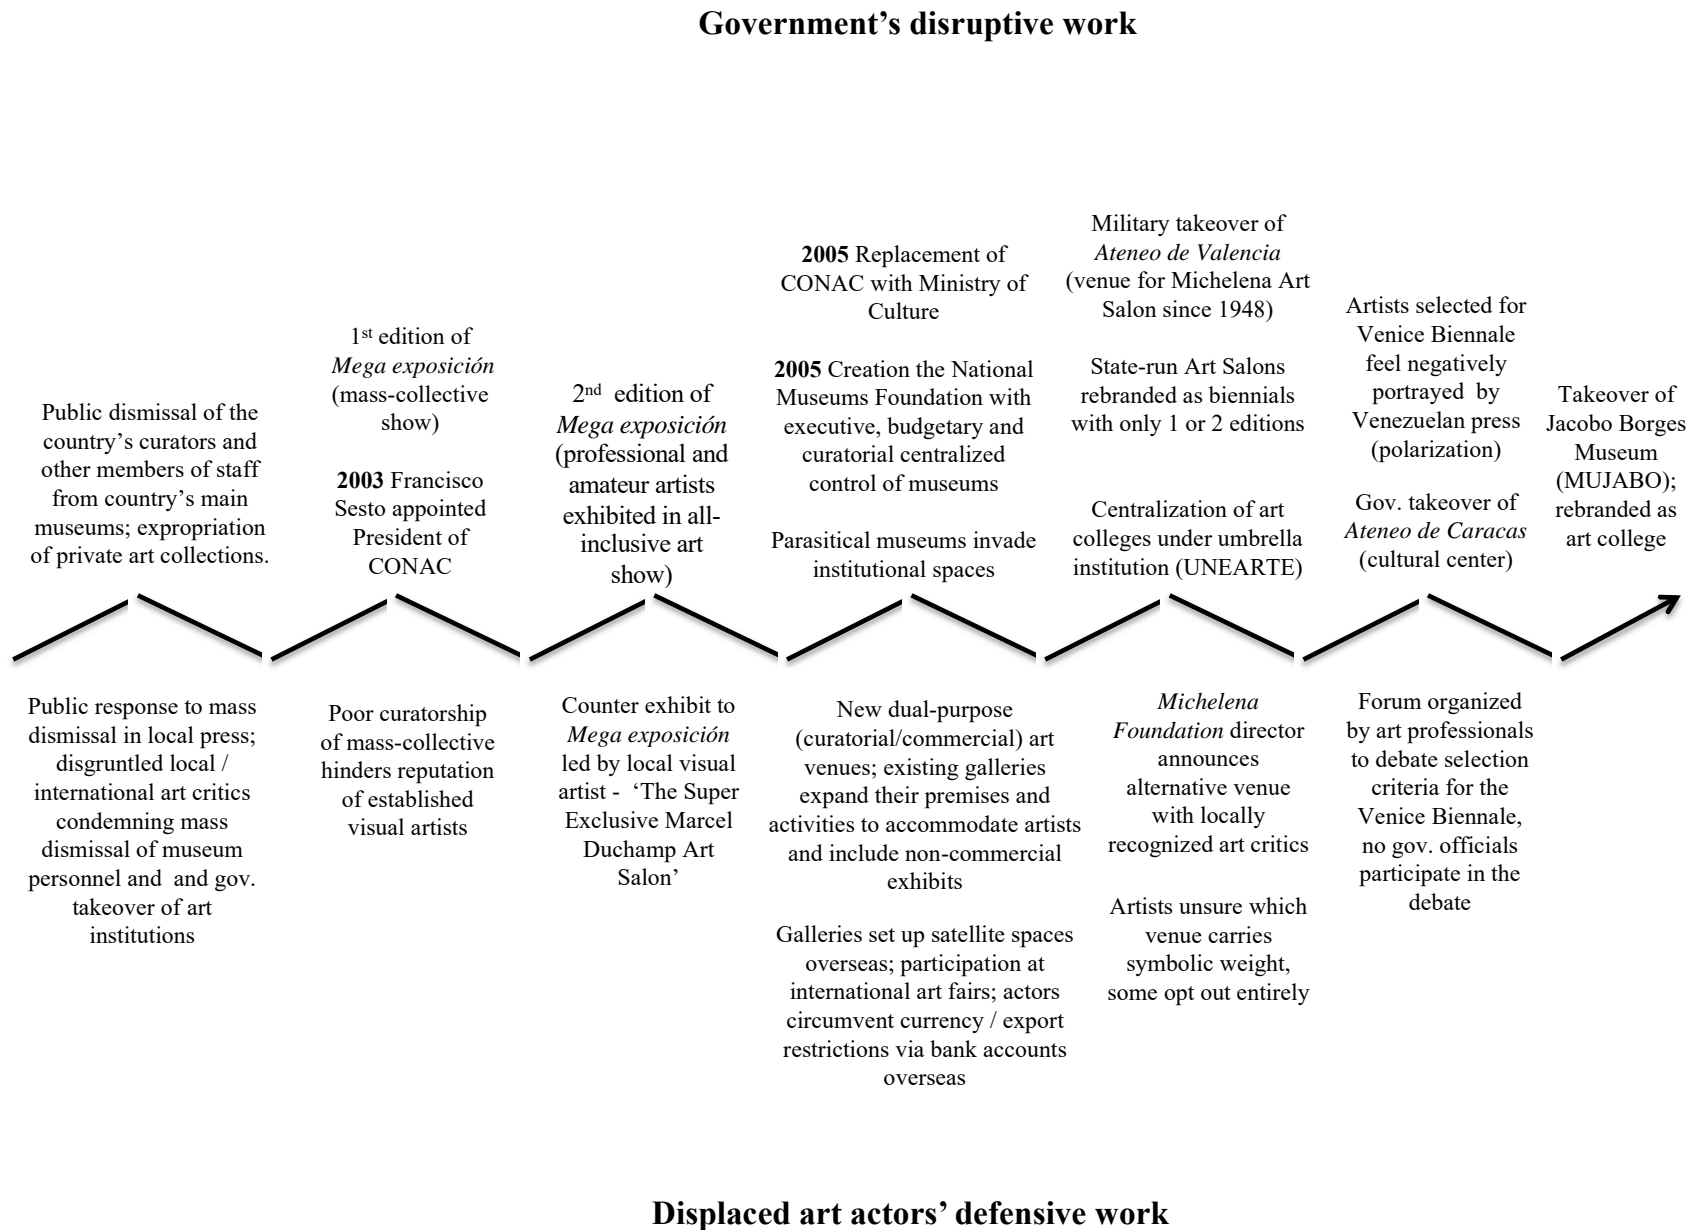 Government’s disruptive work
Public dismissal of the
country’s curators and
other members of staff
from country’s main
museums; expropriation
of private art collections.
1st edition of
Mega exposición
(mass-collective
show)
2003 Francisco
Sesto appointed
President of
CONAC
2nd edition of
Mega exposición
(professional and
amateur artists
exhibited in all-
inclusive art
show)
2005 Replacement of
CONAC with Ministry of
Culture
2005 Creation the National
Museums Foundation with
executive, budgetary and
curatorial centralized
control of museums
Parasitical museums invade
institutional spaces
Military takeover of
Ateneo de Valencia
(venue for Michelena Art
Salon since 1948)
State-run Art Salons
rebranded as biennials
with only 1 or 2 editions
Centralization of art
colleges under umbrella
institution (UNEARTE)
Artists selected for
Venice Biennale
feel negatively
portrayed by
Venezuelan press
(polarization)
Gov. takeover of
Ateneo de Caracas
(cultural center)
Takeover of
Jacobo Borges
Museum
(MUJABO);
rebranded as
art college
Public response to mass
dismissal in local press;
disgruntled local /
international art critics
condemning mass
dismissal of museum
personnel and and gov.
takeover of art
institutions
Poor curatorship
of mass-collective
hinders reputation
of established
visual artists
Counter exhibit to
Mega exposición
led by local visual
artist - ‘The Super
Exclusive Marcel
Duchamp Art
Salon’
New dual-purpose
(curatorial/commercial) art
venues; existing galleries
expand their premises and
activities to accommodate artists
and include non-commercial
exhibits
Galleries set up satellite spaces
overseas; participation at
international art fairs; actors
circumvent currency / export
restrictions via bank accounts
overseas
Michelena
Foundation director
announces
alternative venue
with locally
recognized art critics
Artists unsure which
venue carries
symbolic weight,
some opt out entirely
Forum organized
by art professionals
to debate selection
criteria for the
Venice Biennale,
no gov. officials
participate in the
debate
Displaced art actors’ defensive work